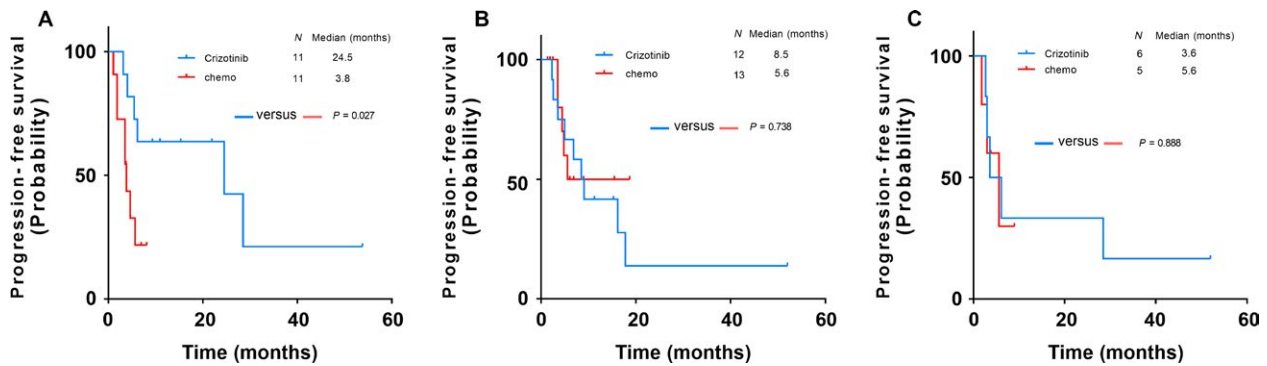 A
Progression-free survival
(Probability)
100
50
0
0 20 40 60
Time (months)
N Median (months)
Crizotinib 11 24.5
chemo 11 3.8
versus P = 0.027
B
Progression-free survival
(Probability)
100
50
0
0 20 40 60
Time (months)
N Median (months)
Crizotinib 12 8.5
chemo 13 5.6
versus P = 0.738
C
Progression-free survival
(Probability)
100
50
0
0 20 40 60
Time (months)
N Median (months)
Crizotinib 6 3.6
chemo 5 5.6
versus P = 0.888